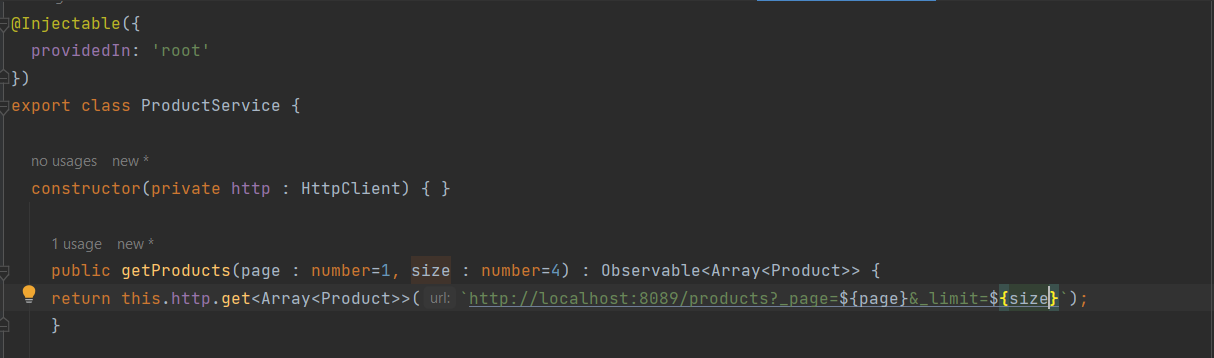 @Injectable({
providedIn: 'root'
})
export class ProductService {
no usages new *
constructor(private http : HttpClient) { }
1 usage new *
public getProducts(page : number=1, size : number=4) : Observable<Array<Product>> {
return this.http.get<Array<Product>>( url: `http://localhost:8089/products?_page=${page}&_limit=${size}`);
}